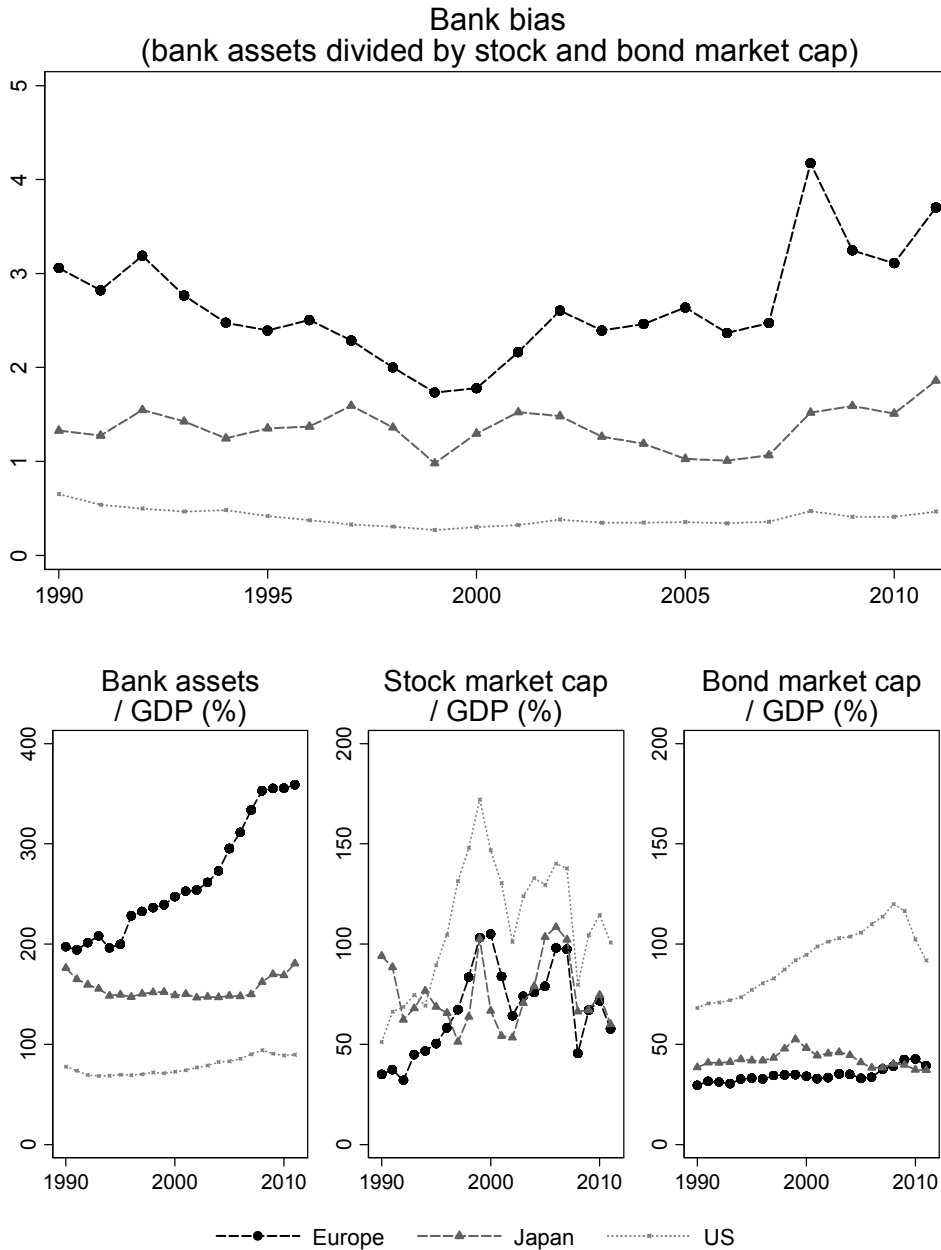 Bank bias
(bank assets divided by stock and bond market cap)
5
4
3
2
1
0
1990 1995 2000 2005 2010
Bank assets
/ GDP (%)
400
300
200
100
0
1990 2000 2010
Stock market cap
/ GDP (%)
200
150
100
50
0
1990 2000 2010
Bond market cap
/ GDP (%)
200
150
100
50
0
1990 2000 2010
Europe Japan US